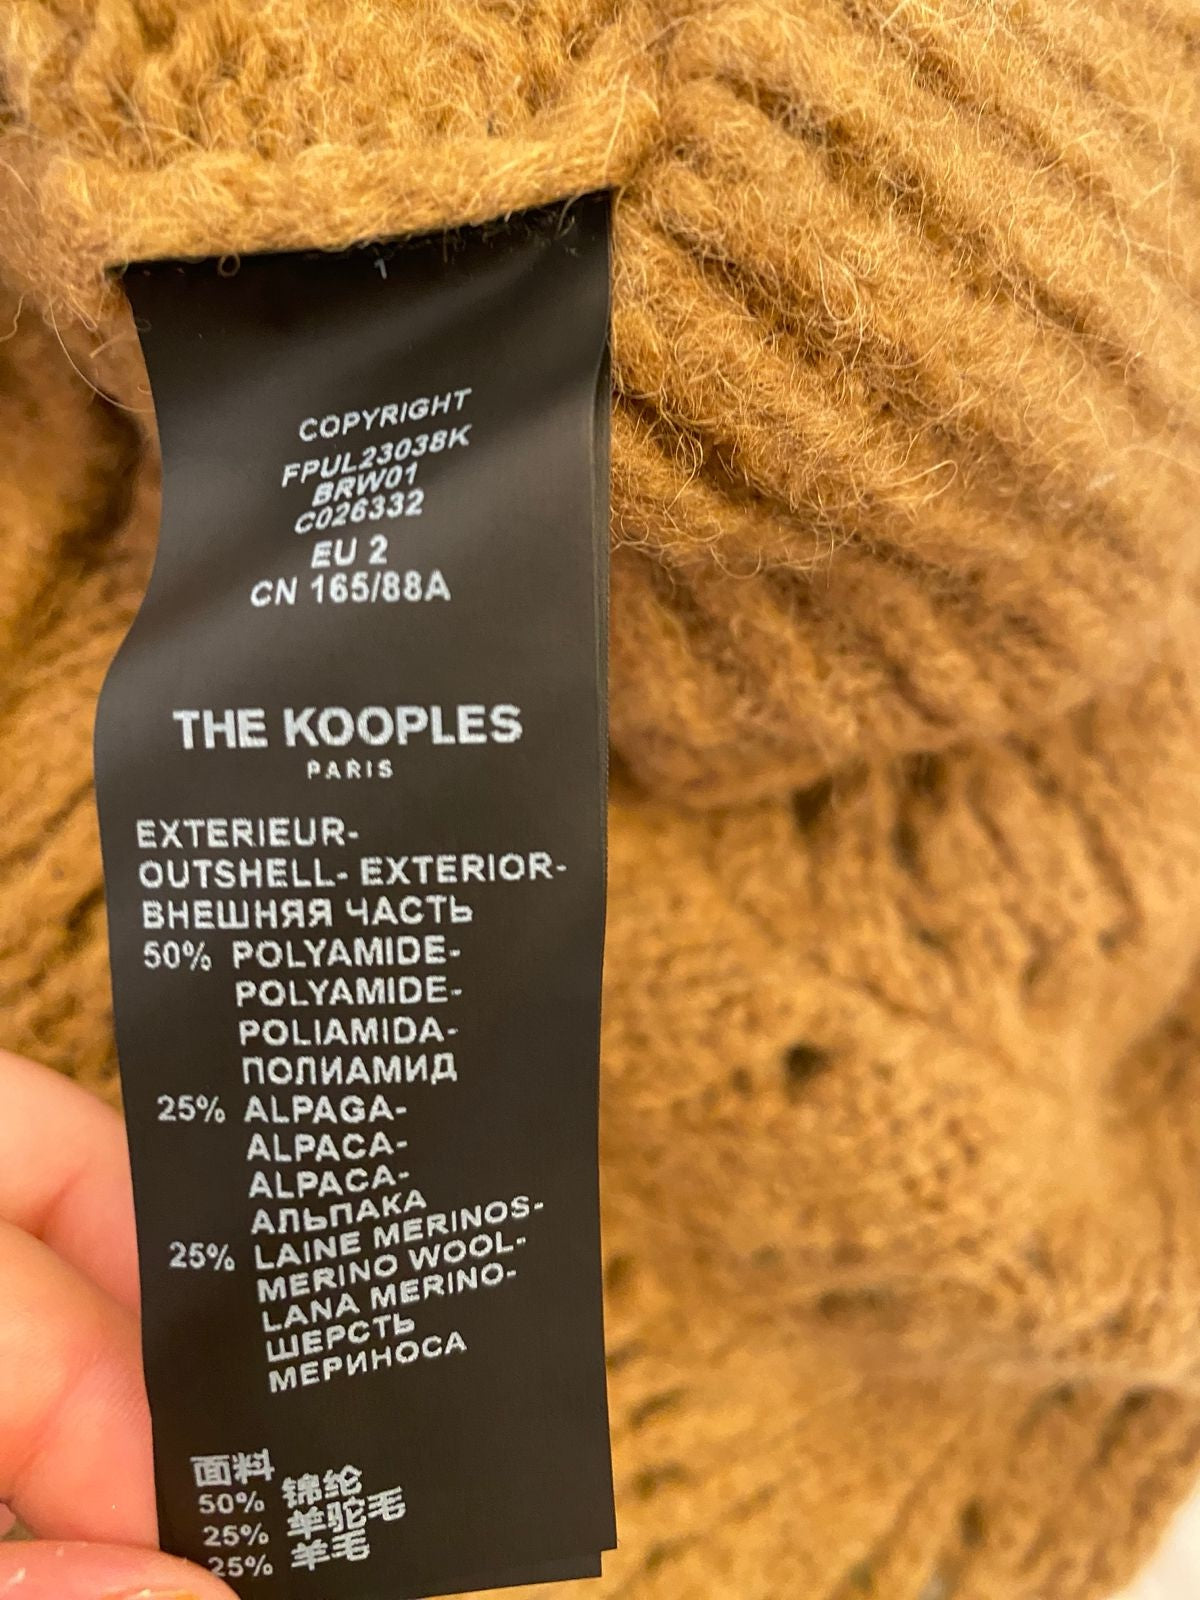 COPYRIGHT
FPUL23038K
BRW01
C026332
EU 2
CN 165/88A
THE KOOPLES
PARIS
EXTERIEUR-
OUTSHELL- EXTERIOR-
ВНЕШНЯЯ ЧАСТЬ
50% POLYAMIDE-
POLYAMIDE-
POLIAMIDA-
ПОЛИАМИД
25% ALPAGA-
ALPACA-
ALPACA-
АЛЬПАКА
25% LAINE MERINOS-
MERINO WOOL-
LANA MERINO-
ШЕРСТЬ
МЕРИНОСА
面料
50% 锦纶
25% 羊驼毛
25% 羊毛